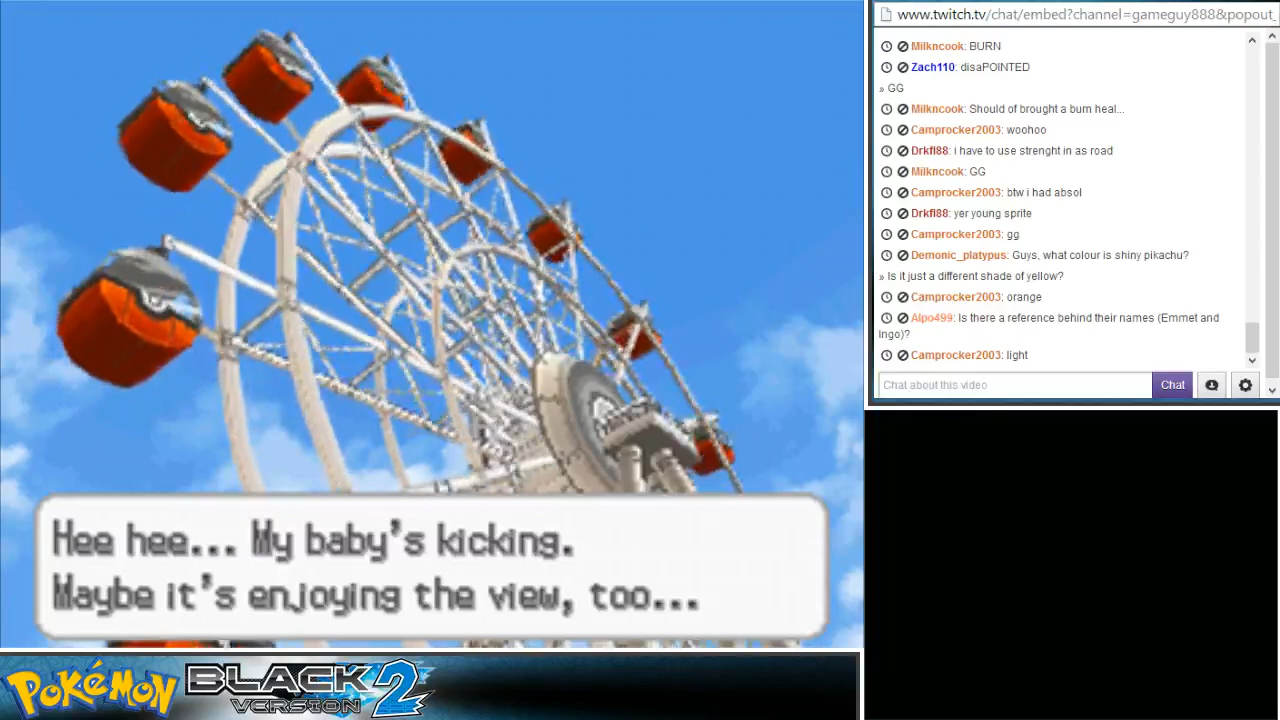 www.twitch.tv/chat/embed?channel=gameguy888&popout_
Milkncook: BURN
Zach110: disaPOINTED
» GG
Milkncook: Should of brought a burn heal...
Camprocker2003: woohoo
Drkfl88: i have to use strenght in as road
Milkncook: GG
Camprocker2003: btw i had absol
Drkfl88: yer young sprite
Camprocker2003: gg
Demonic_platypus: Guys, what colour is shiny pikachu?
» Is it just a different shade of yellow?
Camprocker2003: orange
Alpo499: Is there a reference behind their names (Emmet and
Ingo)?
Camprocker2003: light
Chat about this video
Chat
Hee hee... My baby's kicking.
Maybe it's enjoying the view, too...
POKéMON
BLACK 2
VERSION